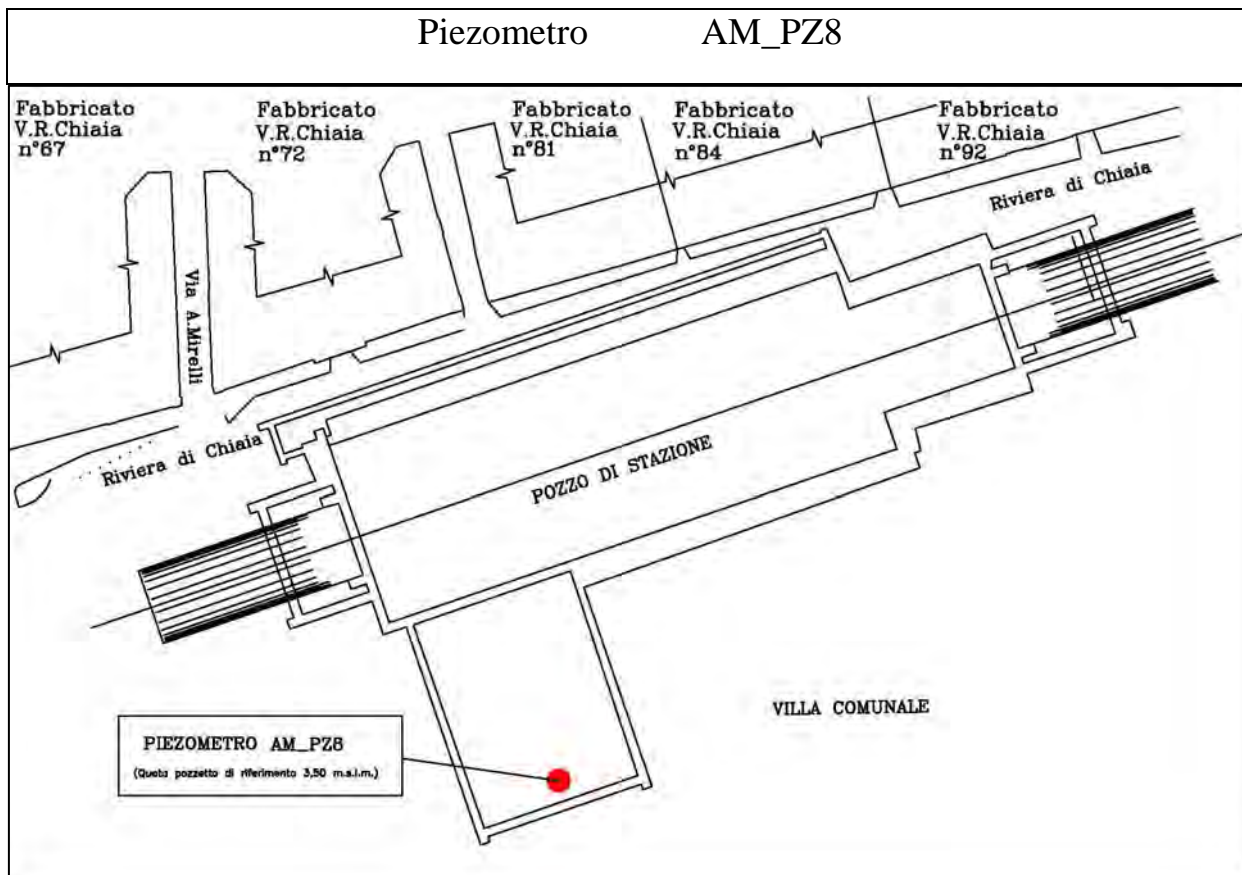 Piezometro AM_PZ8
Fabbricato
V.R.Chiaia
n°67
Fabbricato
V.R.Chiaia
n°72
Fabbricato
V.R.Chiaia
n°81
Fabbricato
V.R.Chiaia
n°84
Fabbricato
V.R.Chiaia
n°92
Riviera di Chiaia
Via A.Mirelli
Riviera di Chiaia
POZZO DI STAZIONE
VILLA COMUNALE
PIEZOMETRO AM_PZ8
(Quota pozzetto di riferimento 3,50 m.s.l.m.)